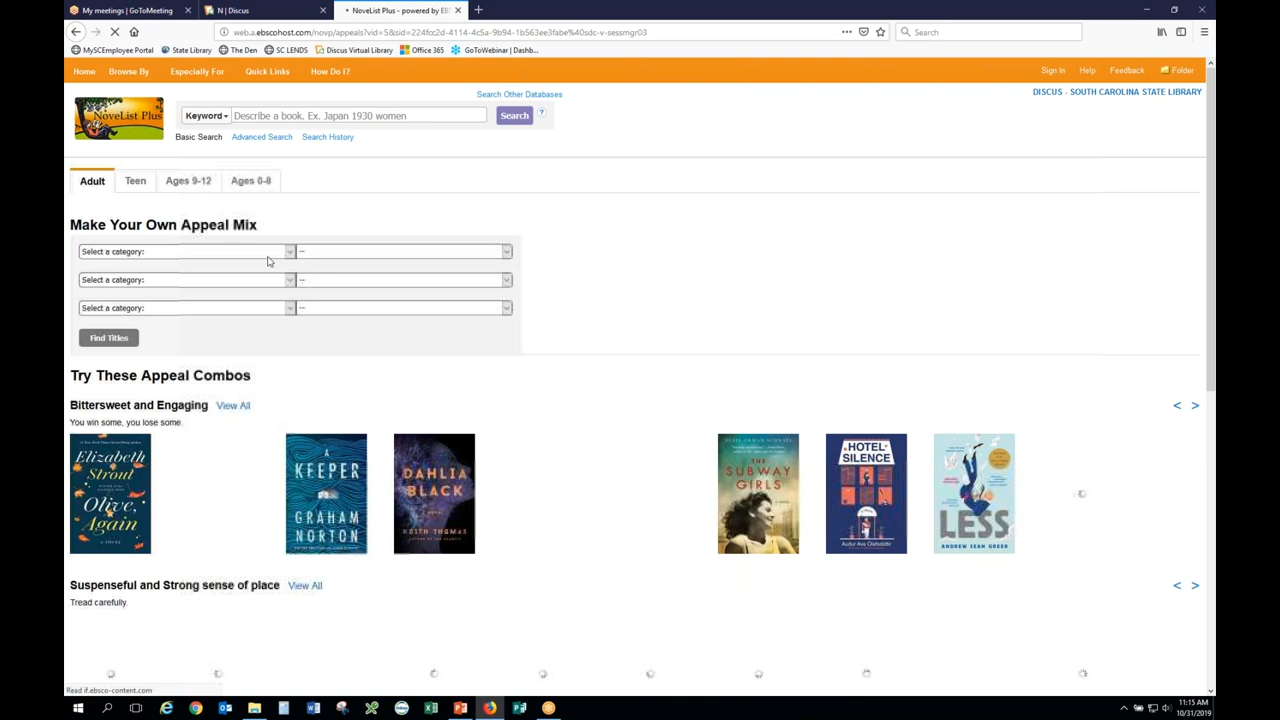 My meetings | GoToMeeting
N | Discus
NoveList Plus - powered by EB
web.a.ebscohost.com/novp/appeals?vid=5&sid=224fcc2d-4114-4c5a-9b94-1b563ee3fabe%40sdc-v-sessmgr03
Search
MySCEmployee Portal
State Library
The Den
SC LENDS
Discus Virtual Library
Office 365
GoToWebinar | Dashb...
Home
Browse By
Especially For
Quick Links
How Do I?
Sign In
Help
Feedback
Folder
Search Other Databases
DISCUS - SOUTH CAROLINA STATE LIBRARY
NoveList Plus
Keyword
Describe a book. Ex. Japan 1930 women
Search
?
Basic Search
Advanced Search
Search History
Adult
Teen
Ages 9-12
Ages 0-8
Make Your Own Appeal Mix
Select a category: --
Select a category: --
Select a category: --
Find Titles
Try These Appeal Combos
Bittersweet and Engaging View All
< >
You win some, you lose some.
Elizabeth
Strout
Olive,
Again
A NOVEL
A
KEEPER
GRAHAM
NORTON
DAHLIA
BLACK
KEITH THOMAS
SUSIE ORMAN SCHNALL
THE
SUBWAY
GIRLS
HOTEL
SILENCE
Audur Ava Olafsdottir
LESS
ANDREW SEAN GREER
Suspenseful and Strong sense of place View All
< >
Tread carefully.
Read if.ebsco-content.com
11:15 AM
10/31/2019